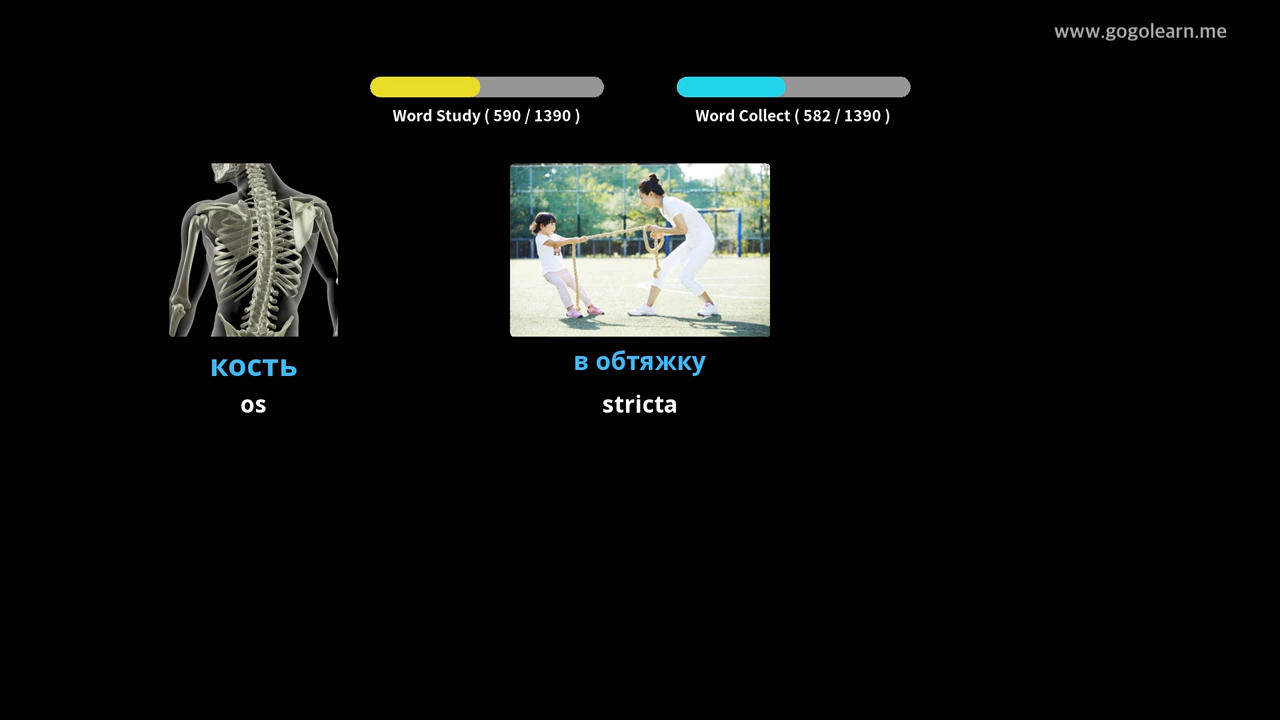 www.gogolearn.me
Word Study ( 590 / 1390 )
Word Collect ( 582 / 1390 )
кость
os
в обтяжку
stricta